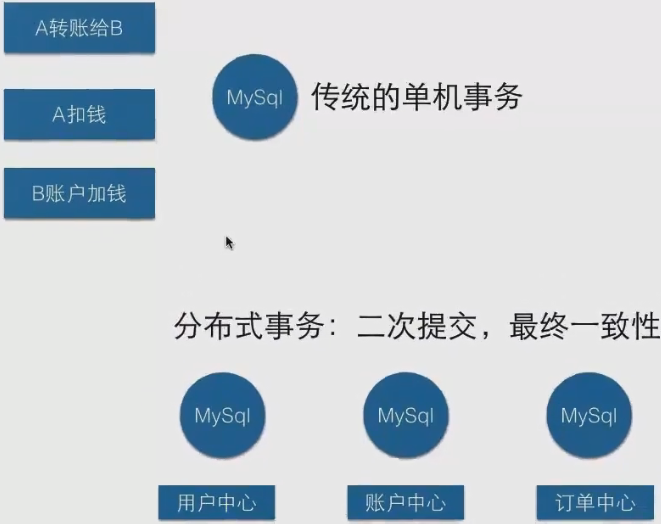 A转账给B
A扣钱
MySql 传统的单机事务
B账户加钱
分布式事务：二次提交，最终一致性
MySql MySql MySql
用户中心 账户中心 订单中心